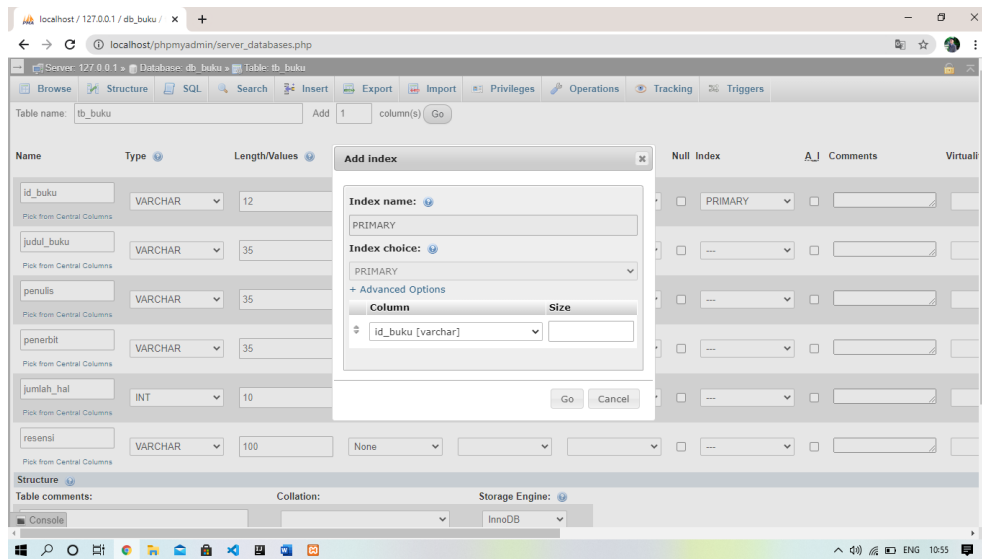 localhost / 127.0.0.1 / db_buku /
localhost/phpmyadmin/server_databases.php
Server: 127.0.0.1 » Database: db_buku » Table: tb_buku
Browse Structure SQL Search Insert Export Import Privileges Operations Tracking Triggers
Table name: tb_buku Add 1 column(s) Go
Name Type Length/Values Null Index A_I Comments Virtuali
Add index
id_buku VARCHAR 12 PRIMARY
Pick from Central Columns
Index name:
PRIMARY
judul_buku VARCHAR 35 ---
Pick from Central Columns
Index choice:
PRIMARY
+ Advanced Options
penulis VARCHAR 35 ---
Pick from Central Columns
Column Size
id_buku [varchar]
penerbit VARCHAR 35 ---
Pick from Central Columns
jumlah_hal INT 10 ---
Pick from Central Columns
Go Cancel
resensi VARCHAR 100 None ---
Pick from Central Columns
Structure
Table comments: Collation: Storage Engine:
InnoDB
Console
ENG 10:55